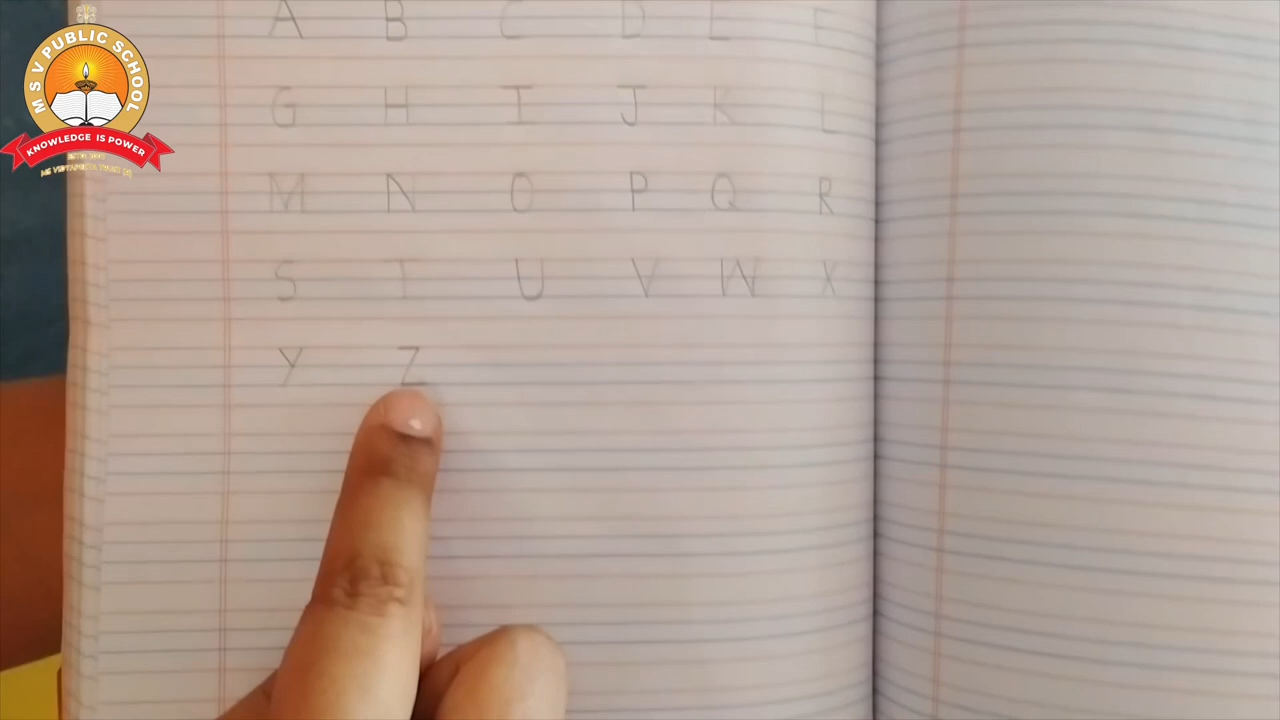 A B C D E F
G H I J K L
M N O P Q R
S T U V W X
Y Z
M S V PUBLIC SCHOOL
KNOWLEDGE IS POWER